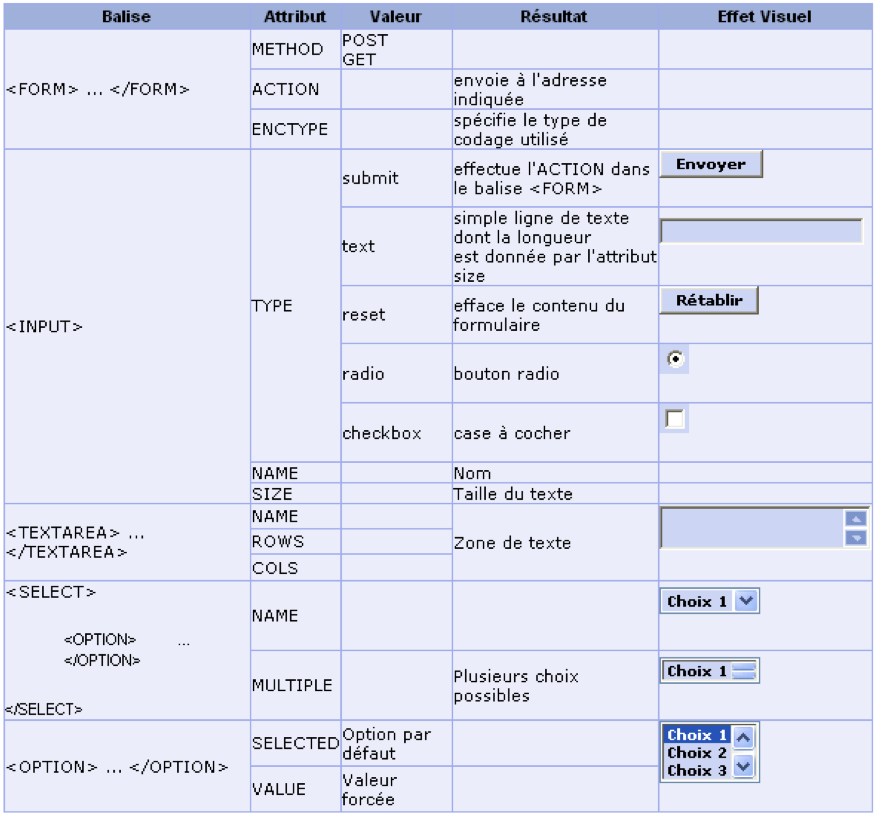 Balise Attribut Valeur Résultat Effet Visuel
<FORM> ... </FORM>
METHOD
POST
GET
ACTION
envoie à l'adresse
indiquée
ENCTYPE
spécifie le type de
codage utilisé
<INPUT>
TYPE
submit
effectue l'ACTION dans
le balise <FORM>
Envoyer
text
simple ligne de texte
dont la longueur
est donnée par l'attribut
size
reset
efface le contenu du
formulaire
Rétablir
radio
bouton radio
checkbox
case à cocher
NAME
Nom
SIZE
Taille du texte
<TEXTAREA> ...
</TEXTAREA>
NAME
ROWS
COLS
Zone de texte
<SELECT>
<OPTION> ...
</OPTION>
</SELECT>
NAME
Choix 1
MULTIPLE
Plusieurs choix
possibles
Choix 1
<OPTION> ... </OPTION>
SELECTED
Option par
défaut
Choix 1
Choix 2
Choix 3
VALUE
Valeur
forcée